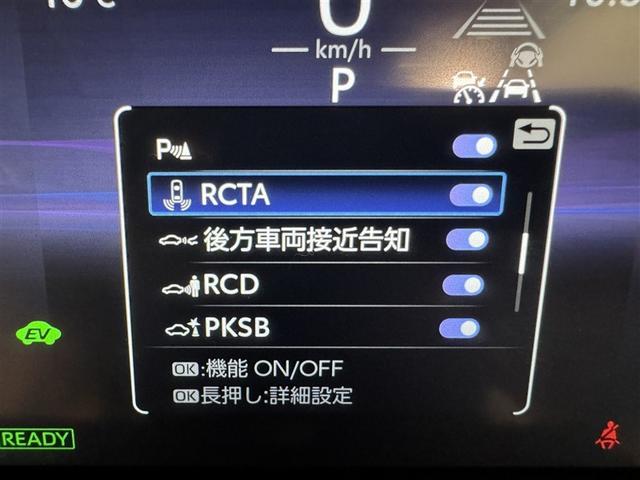 0
km/h
P
P
RCTA
後方車両接近告知
RCD
PKSB
OK:機能 ON/OFF
OK長押し:詳細設定
EV
READY